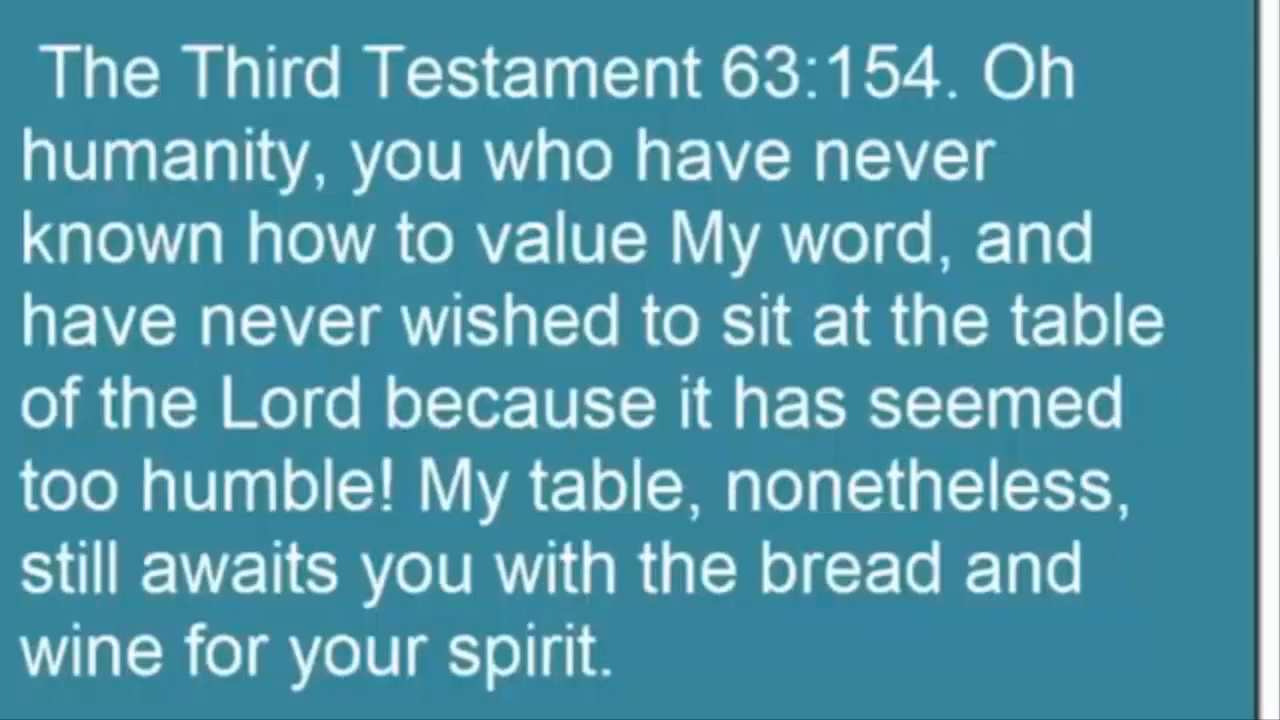 The Third Testament 63:154. Oh
humanity, you who have never
known how to value My word, and
have never wished to sit at the table
of the Lord because it has seemed
too humble! My table, nonetheless,
still awaits you with the bread and
wine for your spirit.